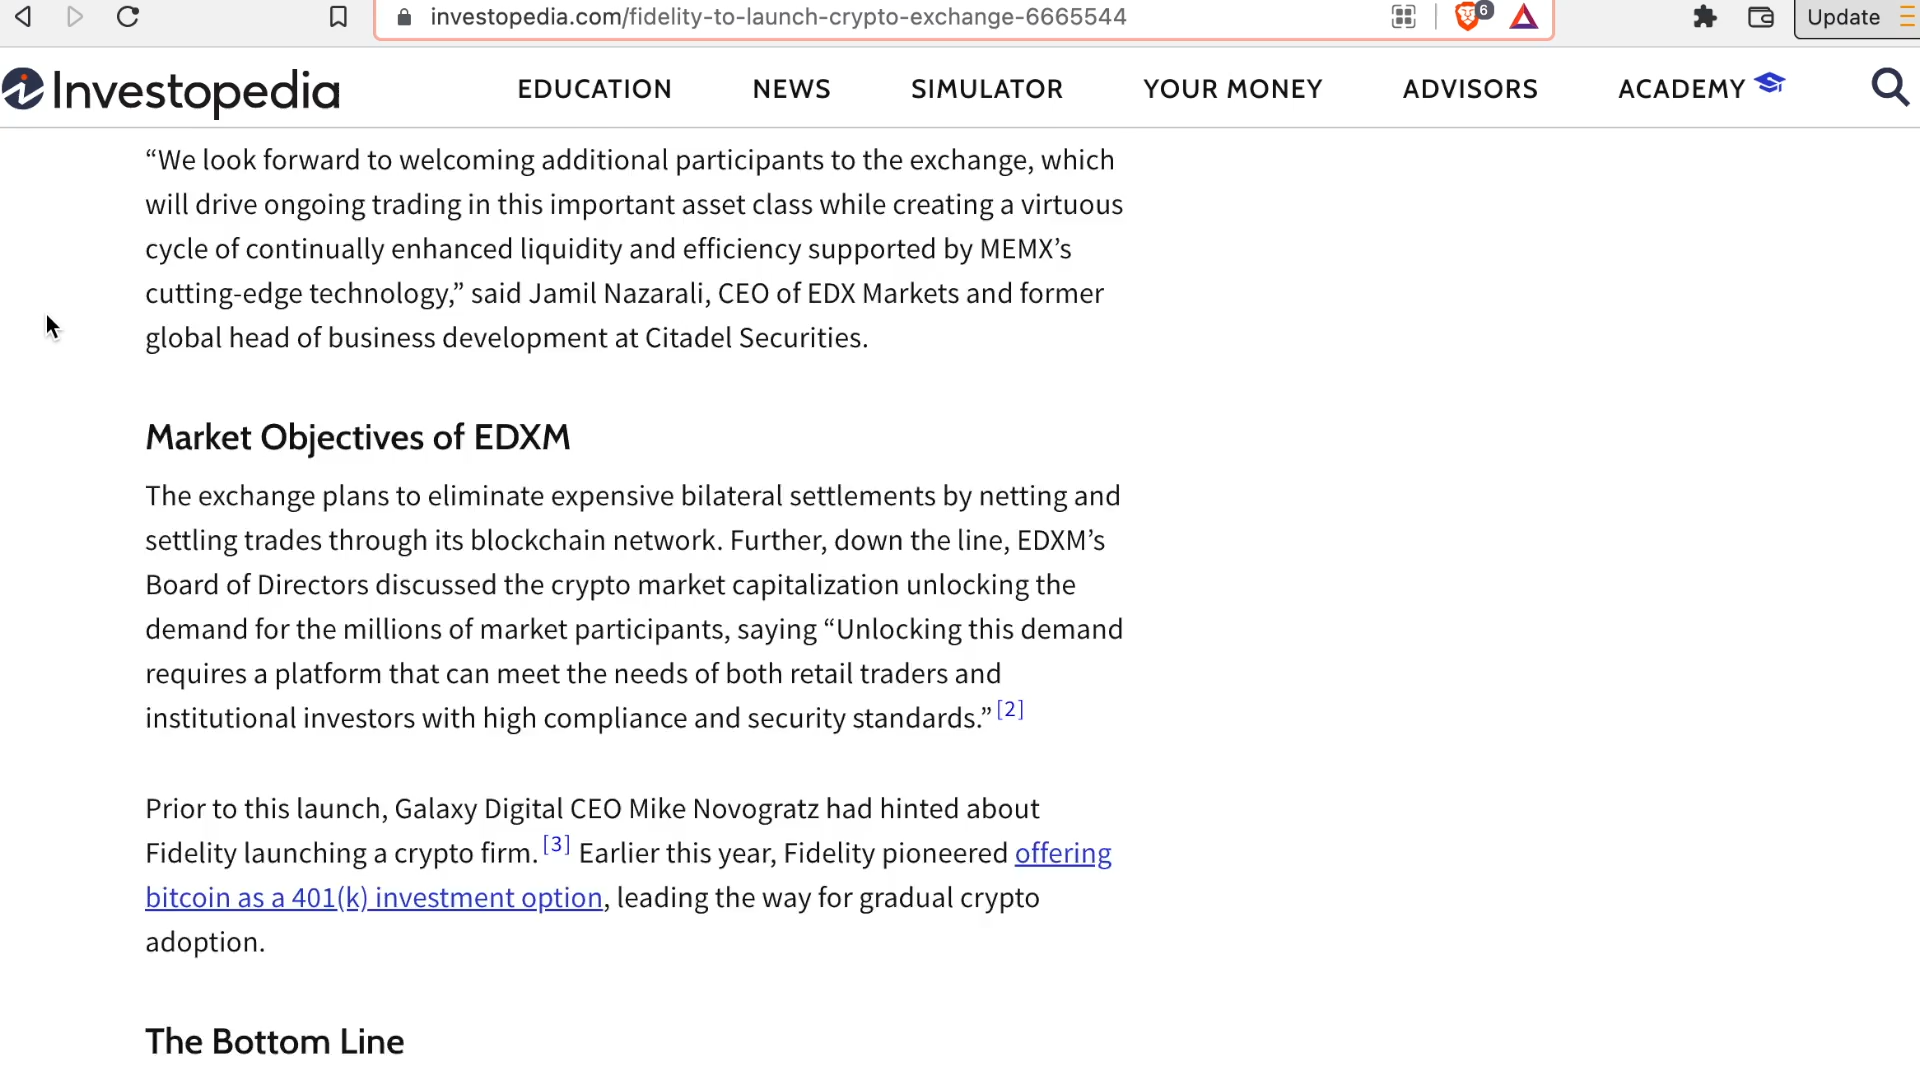 investopedia.com/fidelity-to-launch-crypto-exchange-6665544
6
Update
Investopedia
EDUCATION
NEWS
SIMULATOR
YOUR MONEY
ADVISORS
ACADEMY
“We look forward to welcoming additional participants to the exchange, which
will drive ongoing trading in this important asset class while creating a virtuous
cycle of continually enhanced liquidity and efficiency supported by MEMX’s
cutting-edge technology,” said Jamil Nazarali, CEO of EDX Markets and former
global head of business development at Citadel Securities.
Market Objectives of EDXM
The exchange plans to eliminate expensive bilateral settlements by netting and
settling trades through its blockchain network. Further, down the line, EDXM’s
Board of Directors discussed the crypto market capitalization unlocking the
demand for the millions of market participants, saying “Unlocking this demand
requires a platform that can meet the needs of both retail traders and
institutional investors with high compliance and security standards.” [2]
Prior to this launch, Galaxy Digital CEO Mike Novogratz had hinted about
Fidelity launching a crypto firm. [3] Earlier this year, Fidelity pioneered offering
bitcoin as a 401(k) investment option, leading the way for gradual crypto
adoption.
The Bottom Line